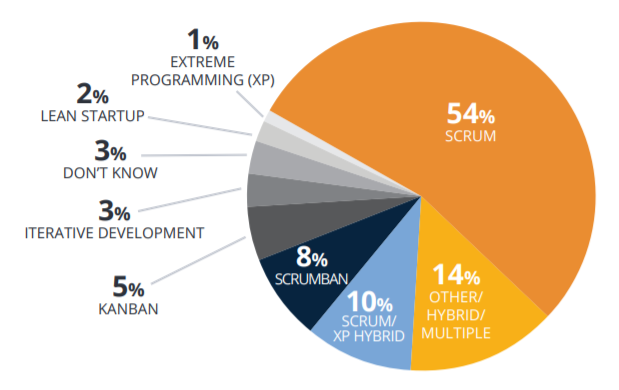 1%
EXTREME
PROGRAMMING (XP)
2%
LEAN STARTUP
3%
DON'T KNOW
3%
ITERATIVE DEVELOPMENT
5%
KANBAN
8%
SCRUMBAN
10%
SCRUM/
XP HYBRID
14%
OTHER/
HYBRID/
MULTIPLE
54%
SCRUM